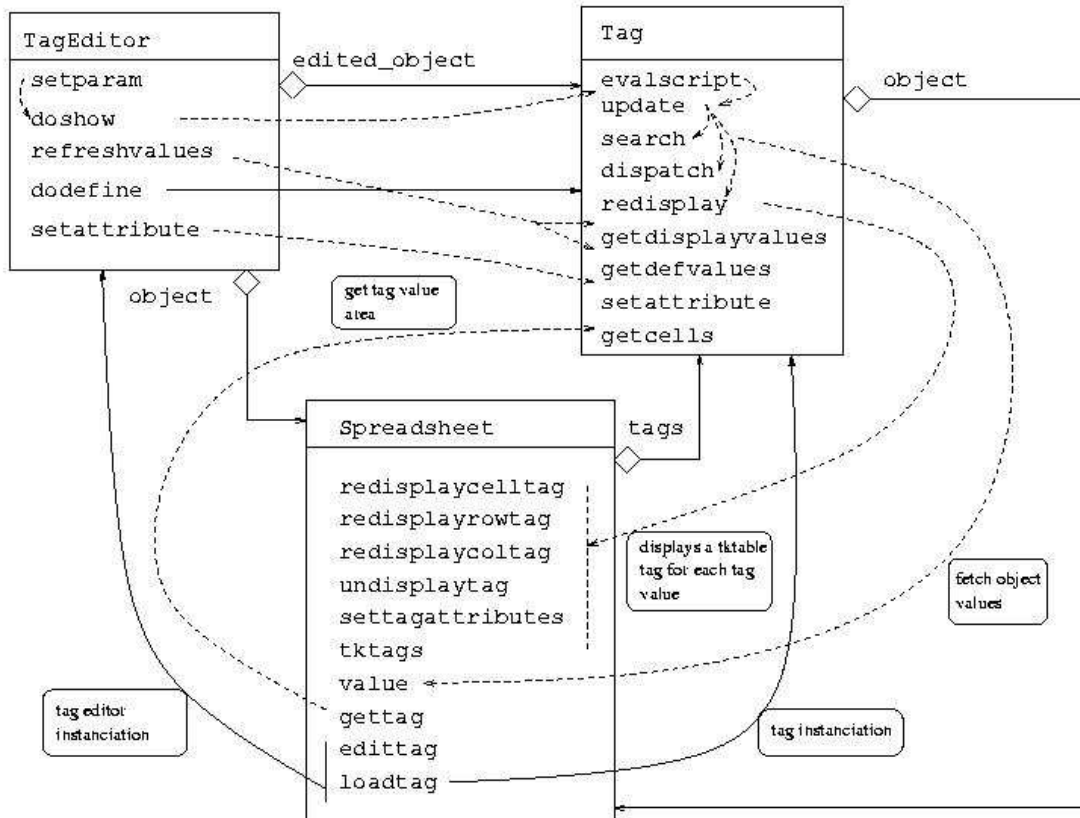 TagEditor
setparam
doshow
refreshvalues
dodefine
setattribute
edited_object
Tag
evalscript
update
search
dispatch
redisplay
getdisplayvalues
getdefvalues
setattribute
getcells
object
object
get tag value
area
Spreadsheet
redisplaycelltag
redisplayrowtag
redisplaycoltag
undisplaytag
settagattributes
tktags
value
gettag
edittag
loadtag
tags
displays a tktable
tag for each tag
value
fetch object
values
tag editor
instanciation
tag instanciation